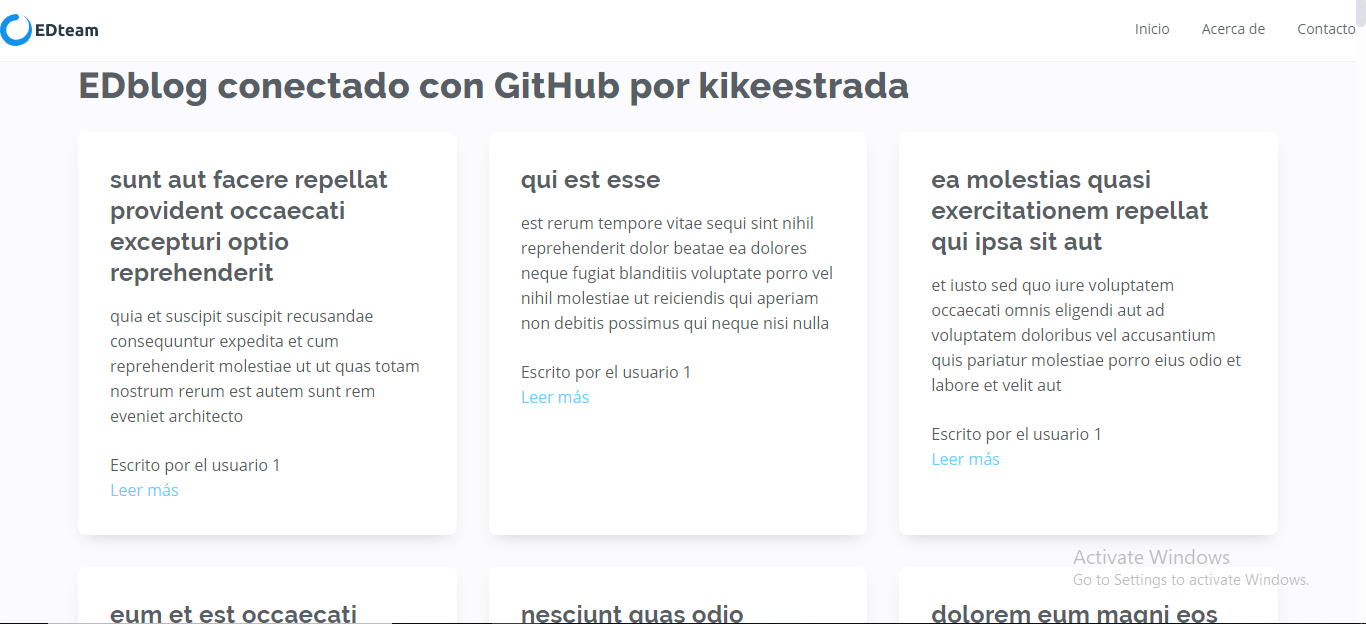 EDteam
Inicio Acerca de Contacto
EDblog conectado con GitHub por kikeestrada
sunt aut facere repellat
provident occaecati
excepturi optio
reprehenderit
quia et suscipit suscipit recusandae
consequuntur expedita et cum
reprehenderit molestiae ut ut quas totam
nostrum rerum est autem sunt rem
eveniet architecto
Escrito por el usuario 1
Leer más
qui est esse
est rerum tempore vitae sequi sint nihil
reprehenderit dolor beatae ea dolores
neque fugiat blanditiis voluptate porro vel
nihil molestiae ut reiciendis qui aperiam
non debitis possimus qui neque nisi nulla
Escrito por el usuario 1
Leer más
ea molestias quasi
exercitationem repellat
qui ipsa sit aut
et iusto sed quo iure voluptatem
occaecati omnis eligendi aut ad
voluptatem doloribus vel accusantium
quis pariatur molestiae porro eius odio et
labore et velit aut
Escrito por el usuario 1
Leer más
Activate Windows
Go to Settings to activate Windows.
eum et est occaecati
nesciunt quas odio
dolorem eum magni eos